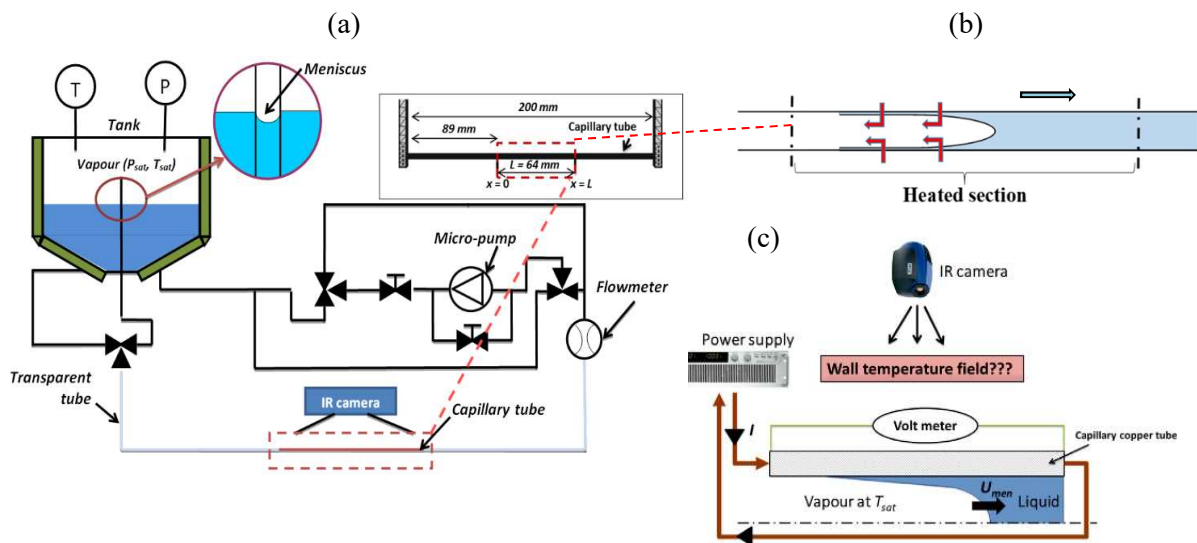 (a)
T
P
Meniscus
Tank
Vapour (Psat, Tsat)
200 mm
89 mm
Capillary tube
L = 64 mm
x = 0
x = L
Micro-pump
Flowmeter
Transparent
tube
IR camera
Capillary tube
(b)
Heated section
(c)
IR camera
Power supply
Wall temperature field???
I
Volt meter
Capillary copper tube
Umen
Vapour at Tsat
Liquid